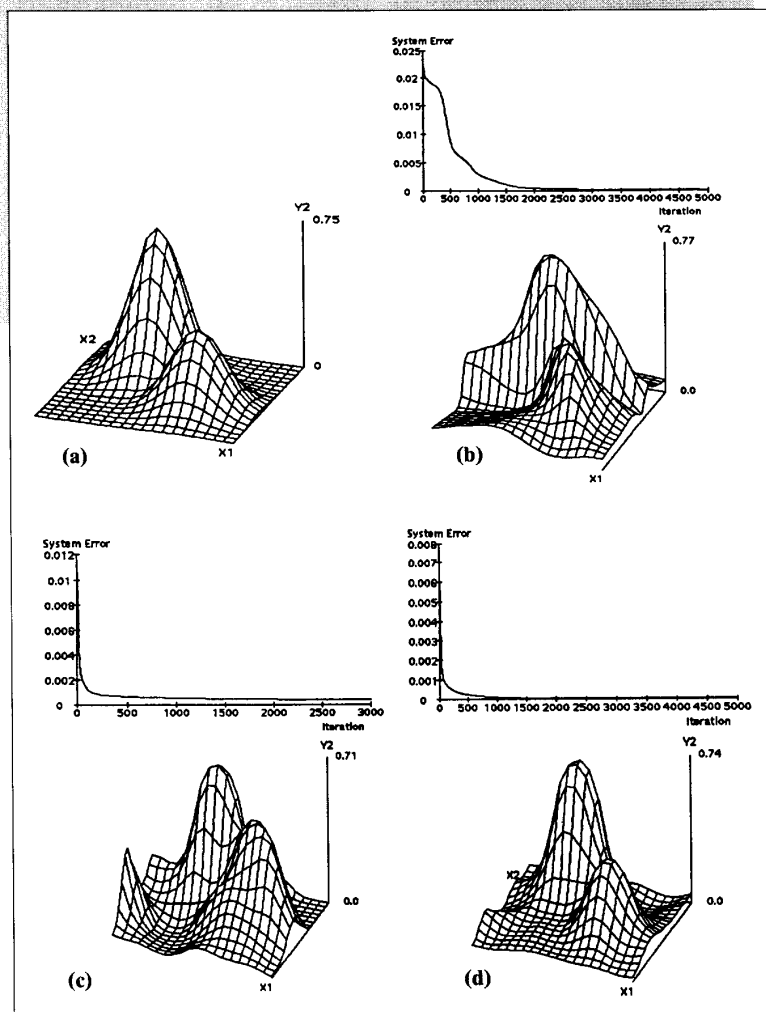 System Error
0.025
0.02
0.015
0.01
0.005
0
0 500 1000 1500 2000 2500 3000 3500 4000 4500 5000
Iteration
Y2
0.75
X2
0
X1
(a)
Y2
0.77
0.0
X1
(b)
System Error
0.012
0.01
0.008
0.006
0.004
0.002
0
0 500 1000 1500 2000 2500 3000
Iteration
Y2
0.71
0.0
X1
(c)
System Error
0.008
0.007
0.006
0.005
0.004
0.003
0.002
0.001
0
0 500 1000 1500 2000 2500 3000 3500 4000 4500 5000
Iteration
Y2
0.74
X2
0.0
X1
(d)